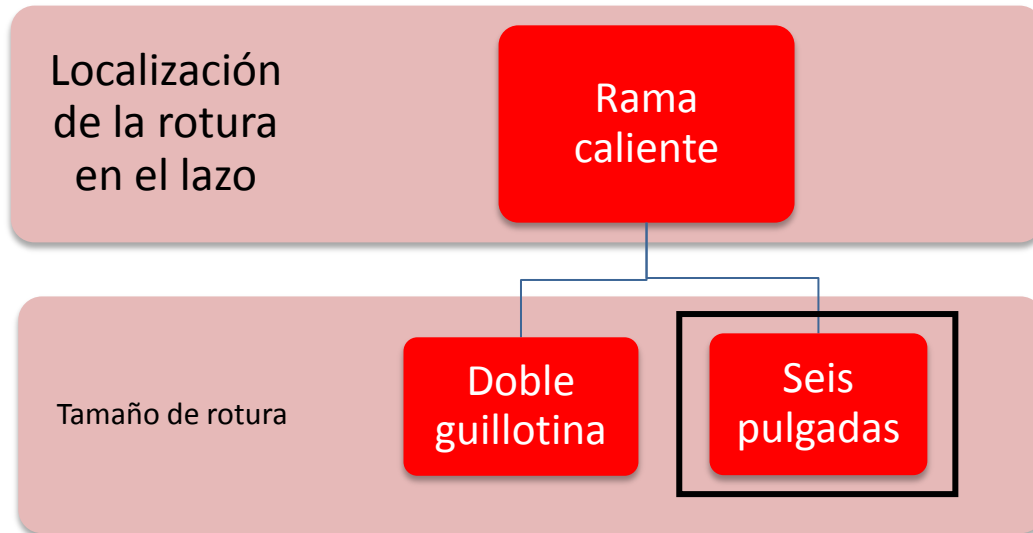 Localización
de la rotura
en el lazo
Rama
caliente
Tamaño de rotura
Doble
guillotina
Seis
pulgadas